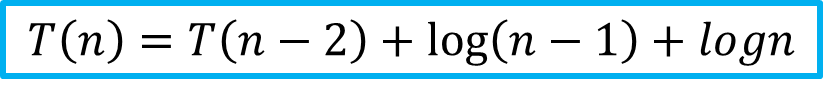 T(n) = T(n − 2) + log(n − 1) + logn